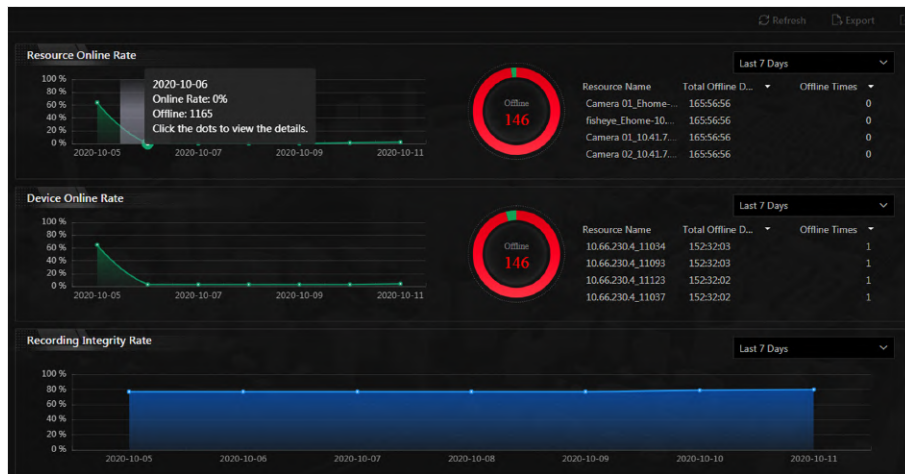 Refresh Export
Resource Online Rate
Last 7 Days
100 %
80 %
60 %
40 %
20 %
0 %
2020-10-06
Online Rate: 0%
Offline: 1165
Click the dots to view the details.
2020-10-05 2020-10-07 2020-10-09 2020-10-11
Offline
146
Resource Name Total Offline D... Offline Times
Camera 01_Ehome-... 165:56:56 0
fisheye_Ehome-10.... 165:56:56 0
Camera 01_10.41.7.... 165:56:56 0
Camera 02_10.41.7.... 165:56:56 0
Device Online Rate
Last 7 Days
100 %
80 %
60 %
40 %
20 %
0 %
2020-10-05 2020-10-07 2020-10-09 2020-10-11
Offline
146
Resource Name Total Offline D... Offline Times
10.66.230.4_11034 152:32:03 1
10.66.230.4_11093 152:32:03 1
10.66.230.4_11123 152:32:02 1
10.66.230.4_11037 152:32:02 1
Recording Integrity Rate
Last 7 Days
100 %
80 %
60 %
40 %
20 %
0 %
2020-10-05 2020-10-06 2020-10-07 2020-10-08 2020-10-09 2020-10-10 2020-10-11